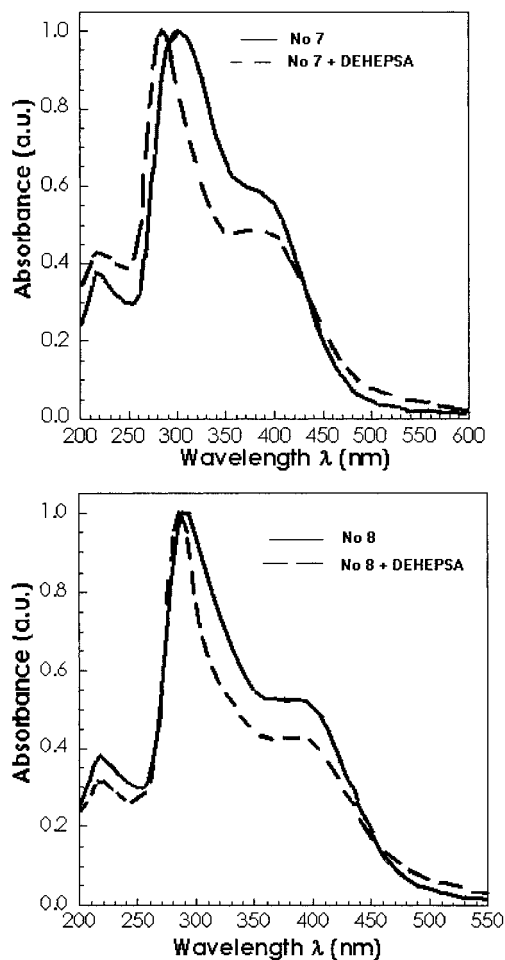 No 7
No 7 + DEHEPSA
Absorbance (a.u.)
1.0
0.8
0.6
0.4
0.2
0.0
200 250 300 350 400 450 500 550 600
Wavelength λ (nm)
No 8
No 8 + DEHEPSA
Absorbance (a.u.)
1.0
0.8
0.6
0.4
0.2
0.0
200 250 300 350 400 450 500 550
Wavelength λ (nm)